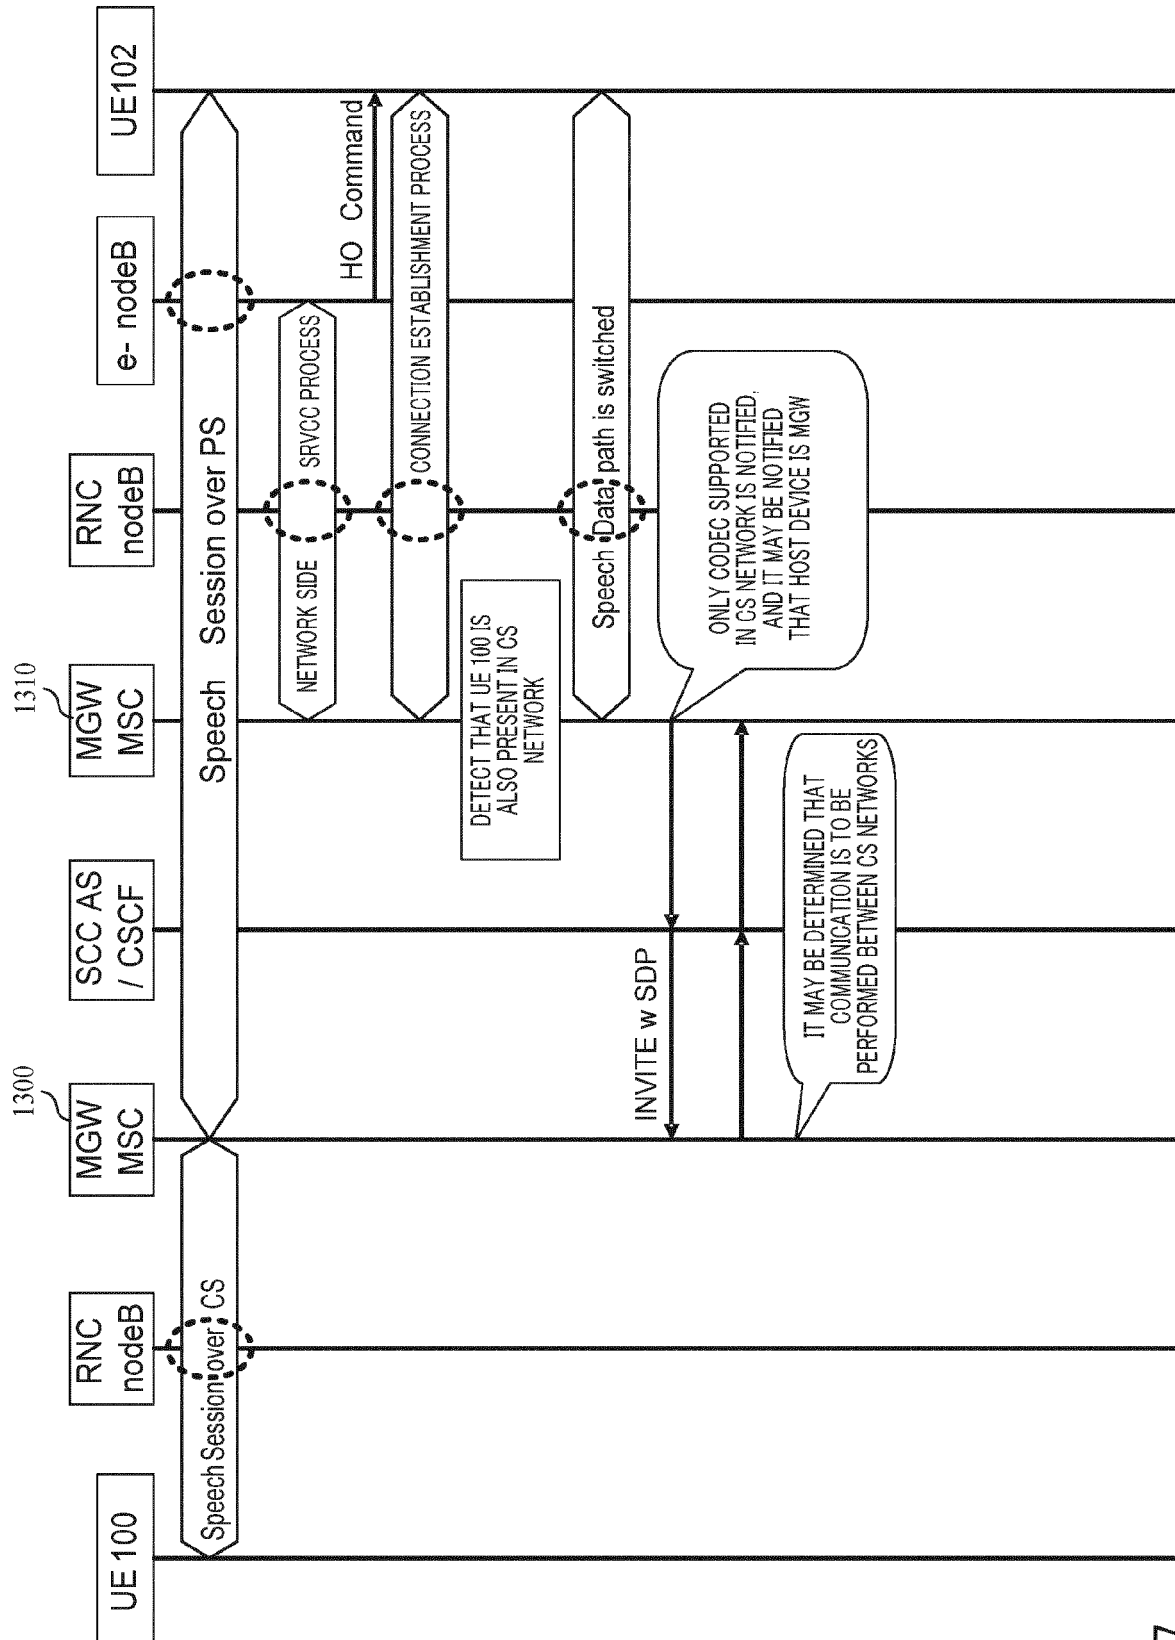 UE 100
RNC
nodeB
1300
MGW
MSC
SCC AS
/ CSCF
1310
MGW
MSC
RNC
nodeB
e- nodeB
UE102
Speech Session over CS
Speech Session over PS
NETWORK SIDE SRVCC PROCESS
HO Command
CONNECTION ESTABLISHMENT PROCESS
DETECT THAT UE 100 IS
ALSO PRESENT IN CS
NETWORK
Speech Data path is switched
INVITE w SDP
ONLY CODEC SUPPORTED
IN CS NETWORK IS NOTIFIED,
AND IT MAY BE NOTIFIED
THAT HOST DEVICE IS MGW
IT MAY BE DETERMINED THAT
COMMUNICATION IS TO BE
PERFORMED BETWEEN CS NETWORKS